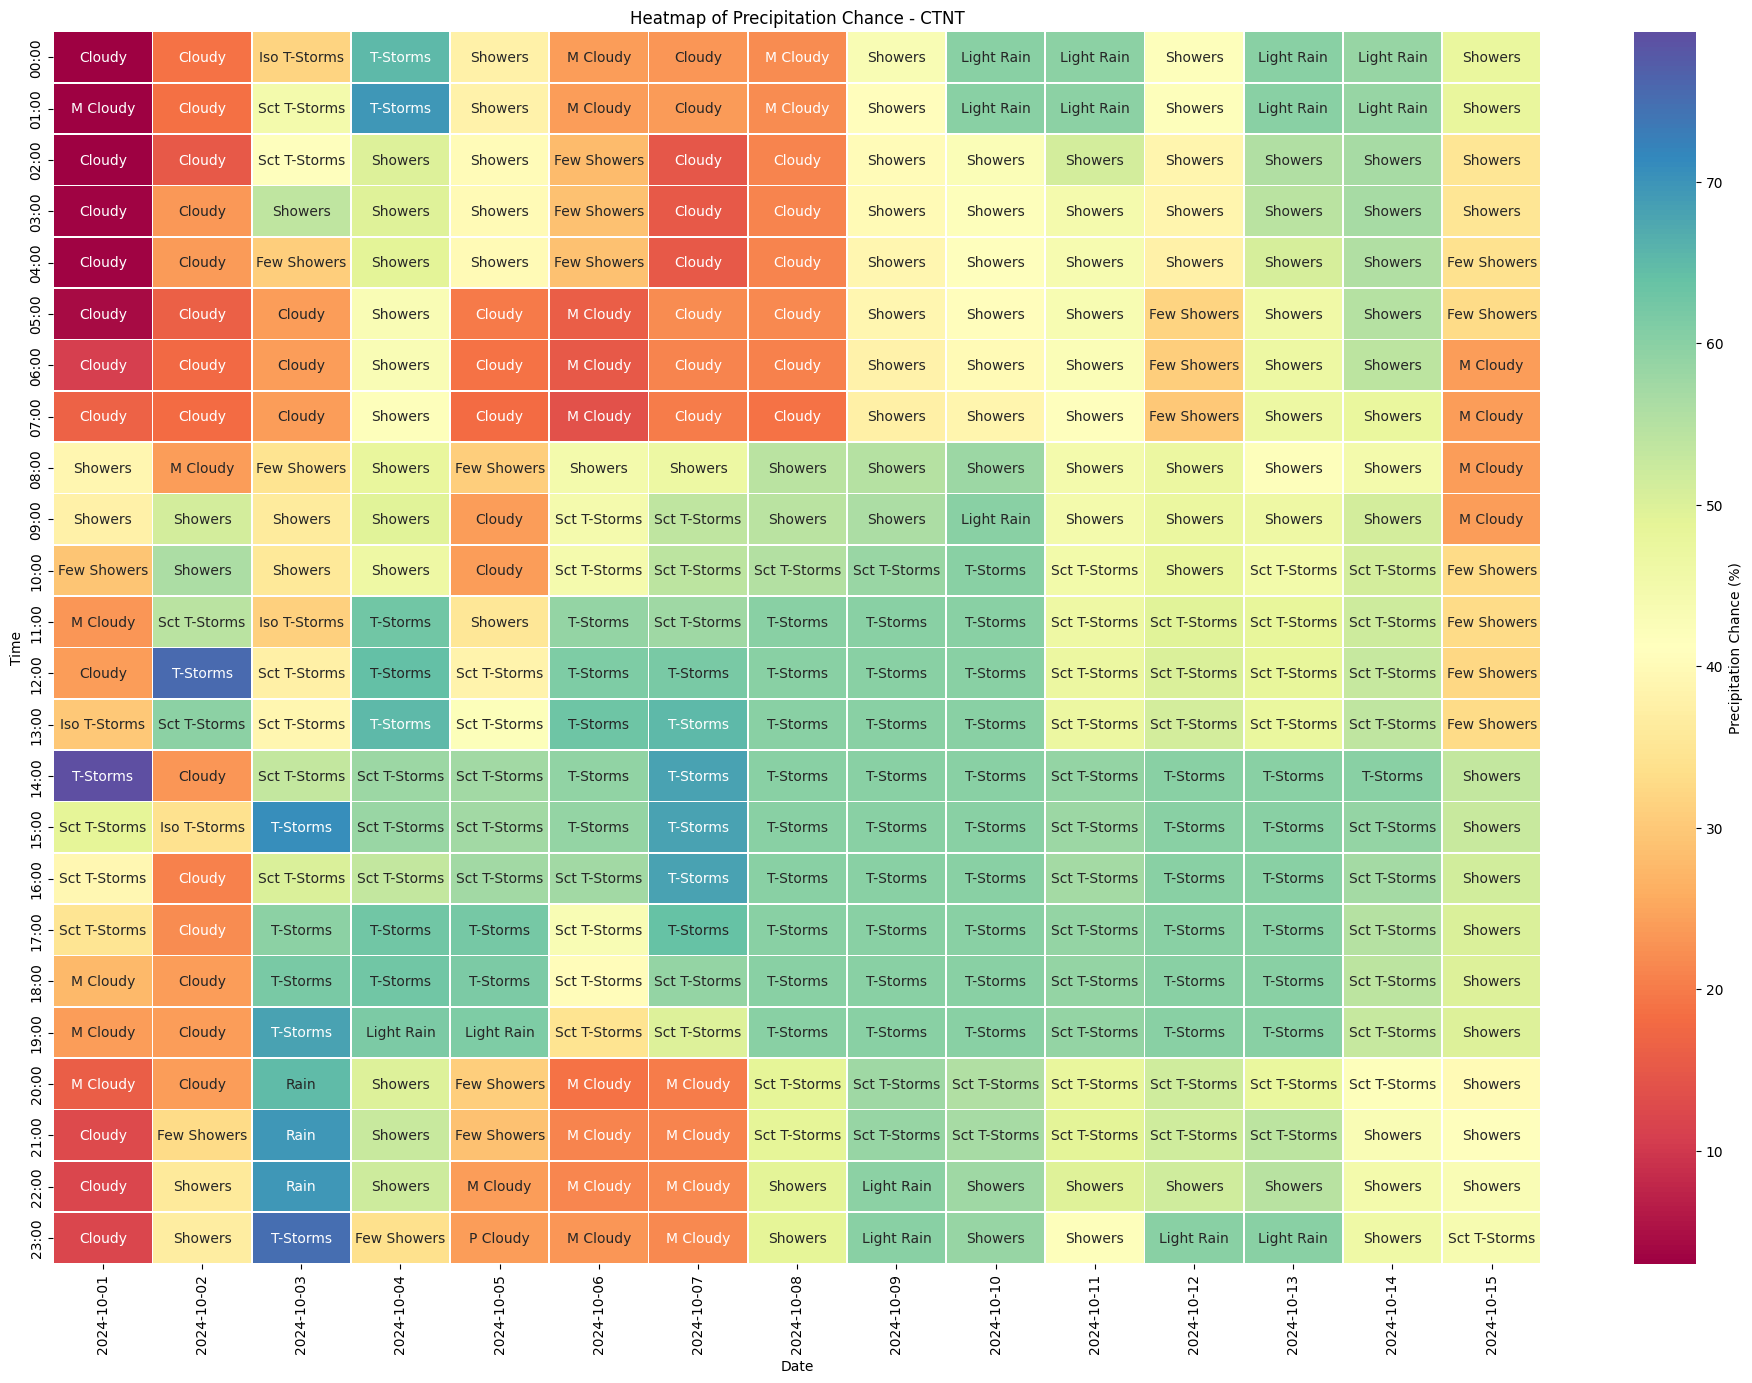 Heatmap of Precipitation Chance - CTNT
Time
00:00 Cloudy Cloudy Iso T-Storms T-Storms Showers M Cloudy Cloudy M Cloudy Showers Light Rain Light Rain Showers Light Rain Light Rain Showers
01:00 M Cloudy Cloudy Sct T-Storms T-Storms Showers M Cloudy Cloudy M Cloudy Showers Light Rain Light Rain Showers Light Rain Light Rain Showers
02:00 Cloudy Cloudy Sct T-Storms Showers Showers Few Showers Cloudy Cloudy Showers Showers Showers Showers Showers Showers Showers
03:00 Cloudy Cloudy Showers Showers Showers Few Showers Cloudy Cloudy Showers Showers Showers Showers Showers Showers Showers
04:00 Cloudy Cloudy Few Showers Showers Showers Few Showers Cloudy Cloudy Showers Showers Showers Showers Showers Showers Few Showers
05:00 Cloudy Cloudy Cloudy Showers Cloudy M Cloudy Cloudy Cloudy Showers Showers Showers Few Showers Showers Showers Few Showers
06:00 Cloudy Cloudy Cloudy Showers Cloudy M Cloudy Cloudy Cloudy Showers Showers Showers Few Showers Showers Showers M Cloudy
07:00 Cloudy Cloudy Cloudy Showers Cloudy M Cloudy Cloudy Cloudy Showers Showers Showers Few Showers Showers Showers M Cloudy
08:00 Showers M Cloudy Few Showers Showers Few Showers Showers Showers Showers Showers Showers Showers Showers Showers Showers M Cloudy
09:00 Showers Showers Showers Showers Cloudy Sct T-Storms Sct T-Storms Showers Showers Light Rain Showers Showers Showers Showers M Cloudy
10:00 Few Showers Showers Showers Showers Cloudy Sct T-Storms Sct T-Storms Sct T-Storms Sct T-Storms T-Storms Sct T-Storms Showers Sct T-Storms Sct T-Storms Few Showers
11:00 M Cloudy Sct T-Storms Iso T-Storms T-Storms Showers T-Storms Sct T-Storms T-Storms T-Storms T-Storms Sct T-Storms Sct T-Storms Sct T-Storms Sct T-Storms Few Showers
12:00 Cloudy T-Storms Sct T-Storms T-Storms Sct T-Storms T-Storms T-Storms T-Storms T-Storms T-Storms Sct T-Storms Sct T-Storms Sct T-Storms Sct T-Storms Few Showers
13:00 Iso T-Storms Sct T-Storms Sct T-Storms T-Storms Sct T-Storms T-Storms T-Storms T-Storms T-Storms T-Storms Sct T-Storms Sct T-Storms Sct T-Storms Sct T-Storms Few Showers
14:00 T-Storms Cloudy Sct T-Storms Sct T-Storms Sct T-Storms T-Storms T-Storms T-Storms T-Storms T-Storms Sct T-Storms T-Storms T-Storms T-Storms Showers
15:00 Sct T-Storms Iso T-Storms T-Storms Sct T-Storms Sct T-Storms T-Storms T-Storms T-Storms T-Storms T-Storms Sct T-Storms T-Storms T-Storms Sct T-Storms Showers
16:00 Sct T-Storms Cloudy Sct T-Storms Sct T-Storms Sct T-Storms Sct T-Storms T-Storms T-Storms T-Storms T-Storms Sct T-Storms T-Storms T-Storms Sct T-Storms Showers
17:00 Sct T-Storms Cloudy T-Storms T-Storms T-Storms Sct T-Storms T-Storms T-Storms T-Storms T-Storms Sct T-Storms T-Storms T-Storms Sct T-Storms Showers
18:00 M Cloudy Cloudy T-Storms T-Storms T-Storms Sct T-Storms Sct T-Storms T-Storms T-Storms T-Storms Sct T-Storms T-Storms T-Storms Sct T-Storms Showers
19:00 M Cloudy Cloudy T-Storms Light Rain Light Rain Sct T-Storms Sct T-Storms T-Storms T-Storms T-Storms Sct T-Storms T-Storms T-Storms Sct T-Storms Showers
20:00 M Cloudy Cloudy Rain Showers Few Showers M Cloudy M Cloudy Sct T-Storms Sct T-Storms Sct T-Storms Sct T-Storms Sct T-Storms Sct T-Storms Sct T-Storms Showers
21:00 Cloudy Few Showers Rain Showers Few Showers M Cloudy M Cloudy Sct T-Storms Sct T-Storms Sct T-Storms Sct T-Storms Sct T-Storms Sct T-Storms Showers Showers
22:00 Cloudy Showers Rain Showers M Cloudy M Cloudy M Cloudy Showers Light Rain Showers Showers Showers Showers Showers Showers
23:00 Cloudy Showers T-Storms Few Showers P Cloudy M Cloudy M Cloudy Showers Light Rain Showers Showers Light Rain Light Rain Showers Sct T-Storms
2024-10-01 2024-10-02 2024-10-03 2024-10-04 2024-10-05 2024-10-06 2024-10-07 2024-10-08 2024-10-09 2024-10-10 2024-10-11 2024-10-12 2024-10-13 2024-10-14 2024-10-15
Date
70
60
50
40
30
20
10
Precipitation Chance (%)